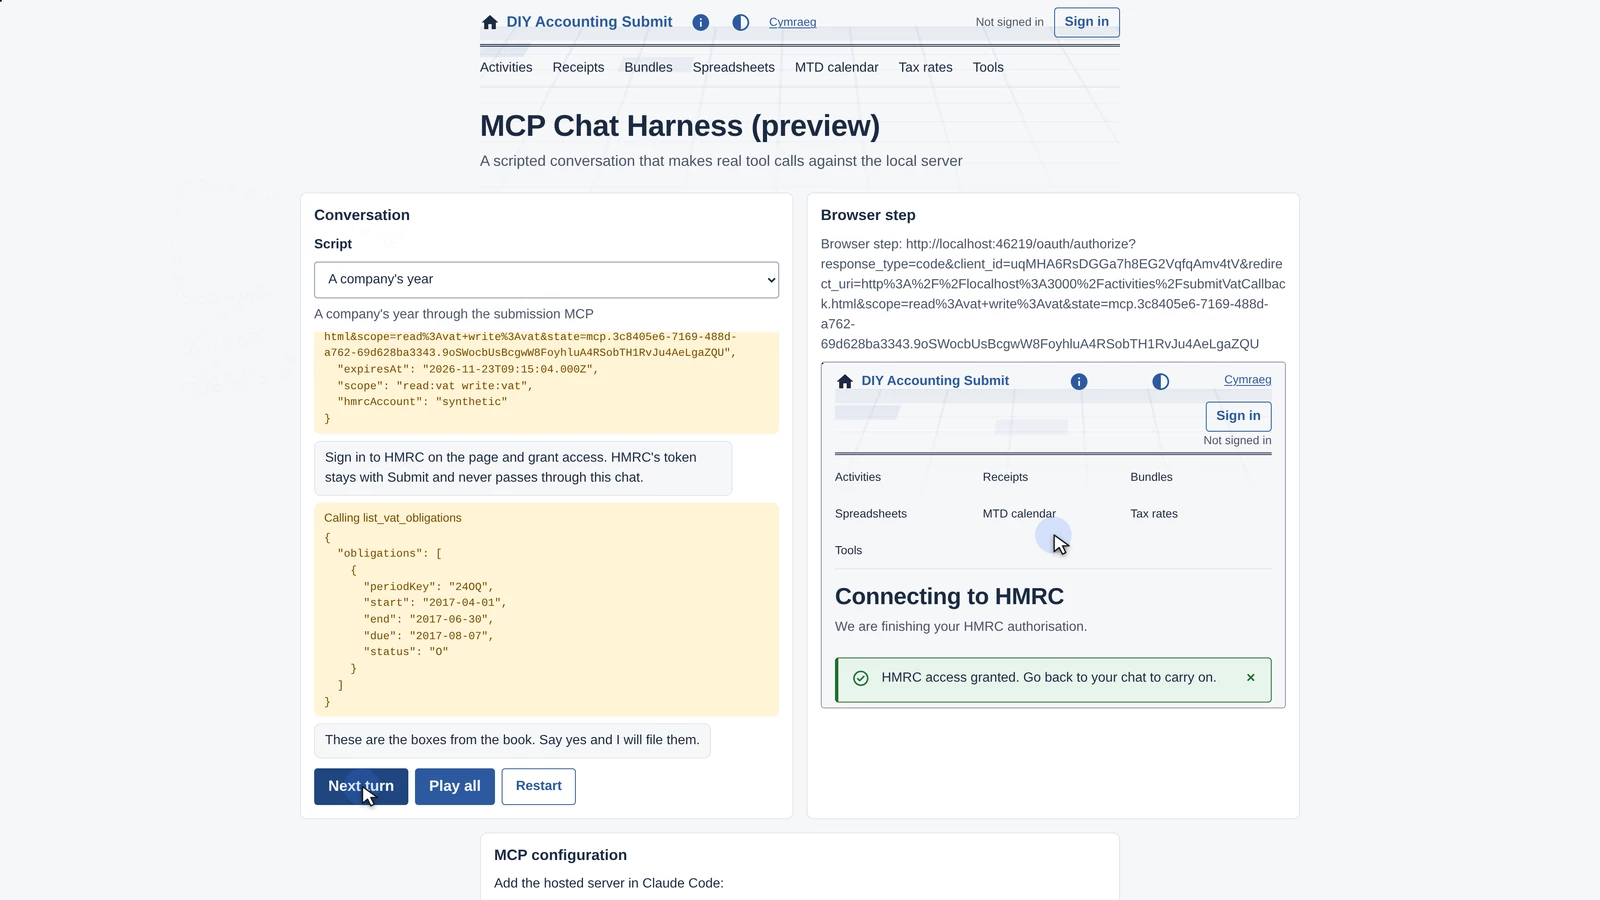 DIY Accounting Submit
Cymraeg
Not signed in
Sign in
Activities
Receipts
Bundles
Spreadsheets
MTD calendar
Tax rates
Tools
MCP Chat Harness (preview)
A scripted conversation that makes real tool calls against the local server
Conversation
Script
A company's year
A company's year through the submission MCP
html&scope=read%3Avat+write%3Avat&state=mcp.3c8405e6-7169-488d-
a762-69d628ba3343.9oSWocbUsBcgwW8FoyhluA4RSobTH1RvJu4AeLgaZQU",
"expiresAt": "2026-11-23T09:15:04.000Z",
"scope": "read:vat write:vat",
"hmrcAccount": "synthetic"
}
Sign in to HMRC on the page and grant access. HMRC's token
stays with Submit and never passes through this chat.
Calling list_vat_obligations
{
"obligations": [
{
"periodKey": "24OQ",
"start": "2017-04-01",
"end": "2017-06-30",
"due": "2017-08-07",
"status": "O"
}
]
}
These are the boxes from the book. Say yes and I will file them.
Next turn
Play all
Restart
Browser step
Browser step: http://localhost:46219/oauth/authorize?
response_type=code&client_id=uqMHA6RsDGGa7h8EG2VqfqAmv4tV&redire
ct_uri=http%3A%2F%2Flocalhost%3A3000%2Factivities%2FsubmitVatCallbac
k.html&scope=read%3Avat+write%3Avat&state=mcp.3c8405e6-7169-488d-
a762-
69d628ba3343.9oSWocbUsBcgwW8FoyhluA4RSobTH1RvJu4AeLgaZQU
DIY Accounting Submit
Cymraeg
Sign in
Not signed in
Activities
Receipts
Bundles
Spreadsheets
MTD calendar
Tax rates
Tools
Connecting to HMRC
We are finishing your HMRC authorisation.
HMRC access granted. Go back to your chat to carry on.
MCP configuration
Add the hosted server in Claude Code: